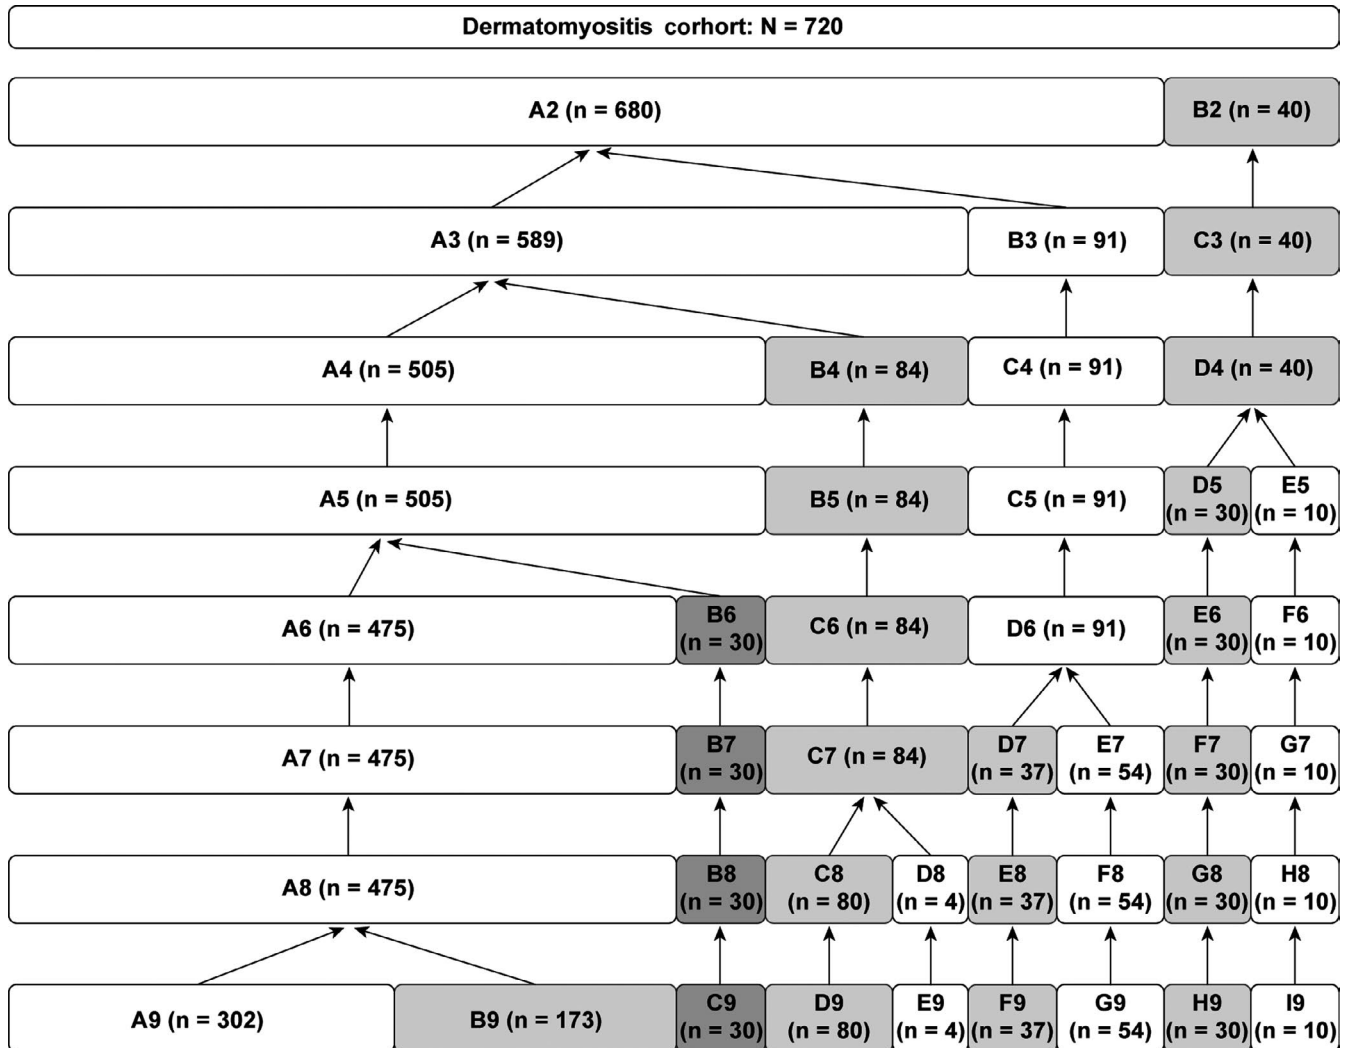 Dermatomyositis corhort: N = 720
A2 (n = 680)
B2 (n = 40)
A3 (n = 589)
B3 (n = 91)
C3 (n = 40)
A4 (n = 505)
B4 (n = 84)
C4 (n = 91)
D4 (n = 40)
A5 (n = 505)
B5 (n = 84)
C5 (n = 91)
D5
(n = 30)
E5
(n = 10)
A6 (n = 475)
B6
(n = 30)
C6 (n = 84)
D6 (n = 91)
E6
(n = 30)
F6
(n = 10)
A7 (n = 475)
B7
(n = 30)
C7 (n = 84)
D7
(n = 37)
E7
(n = 54)
F7
(n = 30)
G7
(n = 10)
A8 (n = 475)
B8
(n = 30)
C8
(n = 80)
D8
(n = 4)
E8
(n = 37)
F8
(n = 54)
G8
(n = 30)
H8
(n = 10)
A9 (n = 302)
B9 (n = 173)
C9
(n = 30)
D9
(n = 80)
E9
(n = 4)
F9
(n = 37)
G9
(n = 54)
H9
(n = 30)
I9
(n = 10)